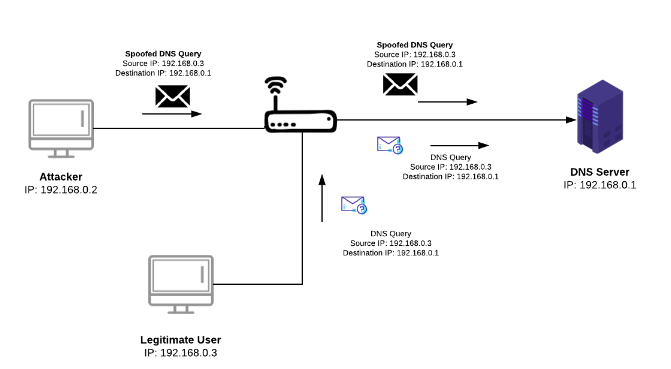 Spoofed DNS Query
Source IP: 192.168.0.3
Destination IP: 192.168.0.1
Spoofed DNS Query
Source IP: 192.168.0.3
Destination IP: 192.168.0.1
Attacker
IP: 192.168.0.2
DNS Query
Source IP: 192.168.0.3
Destination IP: 192.168.0.1
DNS Server
IP: 192.168.0.1
DNS Query
Source IP: 192.168.0.3
Destination IP: 192.168.0.1
Legitimate User
IP: 192.168.0.3